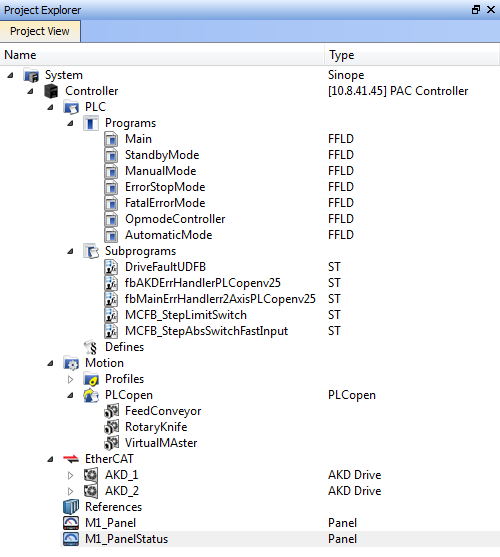 Project Explorer
Project View
Name Type
System Sinope
Controller [10.8.41.45] PAC Controller
PLC
Programs
Main FFLD
StandbyMode FFLD
ManualMode FFLD
ErrorStopMode FFLD
FatalErrorMode FFLD
OpmodeController FFLD
AutomaticMode FFLD
Subprograms
DriveFaultUDFB ST
fbAKDErrHandlerPLCopenv25 ST
fbMainErrHandlerr2AxisPLCopenv25 ST
MCFB_StepLimitSwitch ST
MCFB_StepAbsSwitchFastInput ST
Defines
Motion
Profiles
PLCopen PLCopen
FeedConveyor
RotaryKnife
VirtualMAster
EtherCAT
AKD_1 AKD Drive
AKD_2 AKD Drive
References
M1_Panel Panel
M1_PanelStatus Panel